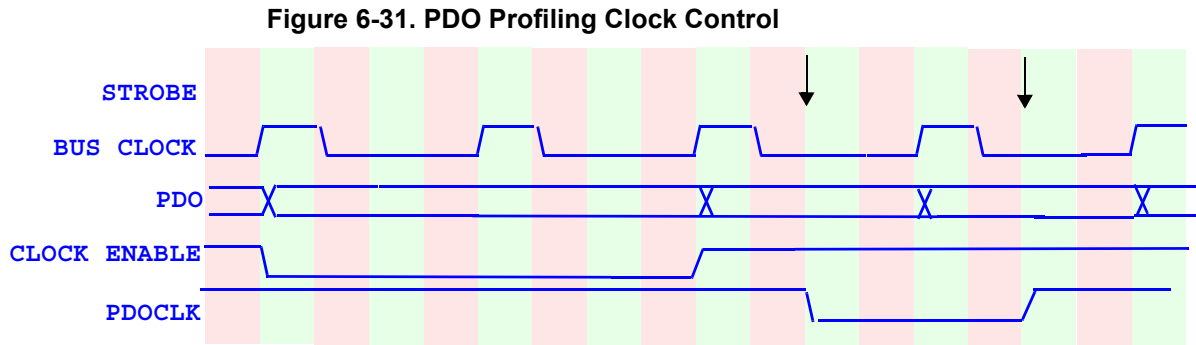 Figure 6-31. PDO Profiling Clock Control
STROBE
BUS CLOCK
PDO
CLOCK ENABLE
PDOCLK